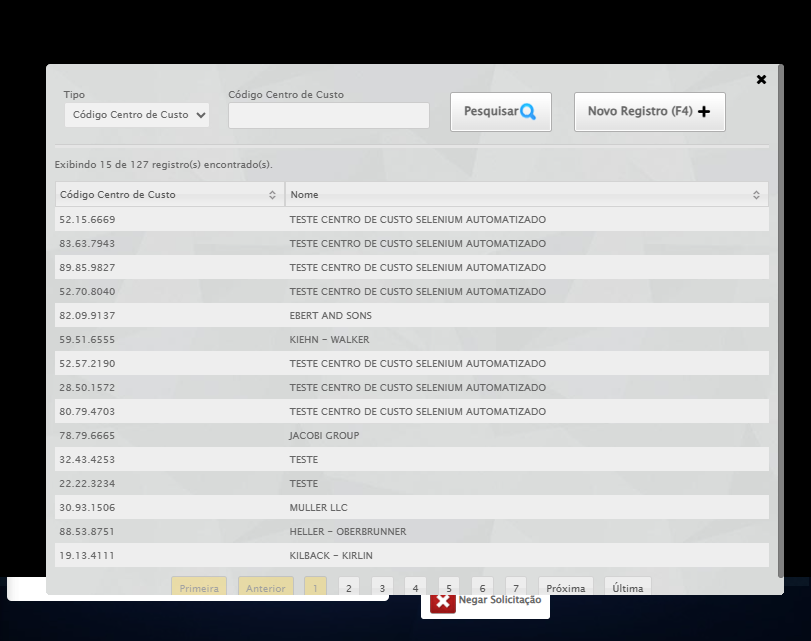 Tipo
Código Centro de Custo
Código Centro de Custo
Pesquisar
Novo Registro (F4)
Exibindo 15 de 127 registro(s) encontrado(s).
Código Centro de Custo Nome
52.15.6669 TESTE CENTRO DE CUSTO SELENIUM AUTOMATIZADO
83.63.7943 TESTE CENTRO DE CUSTO SELENIUM AUTOMATIZADO
89.85.9827 TESTE CENTRO DE CUSTO SELENIUM AUTOMATIZADO
52.70.8040 TESTE CENTRO DE CUSTO SELENIUM AUTOMATIZADO
82.09.9137 EBERT AND SONS
59.51.6555 KIEHN - WALKER
52.57.2190 TESTE CENTRO DE CUSTO SELENIUM AUTOMATIZADO
28.50.1572 TESTE CENTRO DE CUSTO SELENIUM AUTOMATIZADO
80.79.4703 TESTE CENTRO DE CUSTO SELENIUM AUTOMATIZADO
78.79.6665 JACOBI GROUP
32.43.4253 TESTE
22.22.3234 TESTE
30.93.1506 MULLER LLC
88.53.8751 HELLER - OBERBRUNNER
19.13.4111 KILBACK - KIRLIN
Primeira Anterior 1 2 3 4 5 6 7 Próxima Última
Negar Solicitação